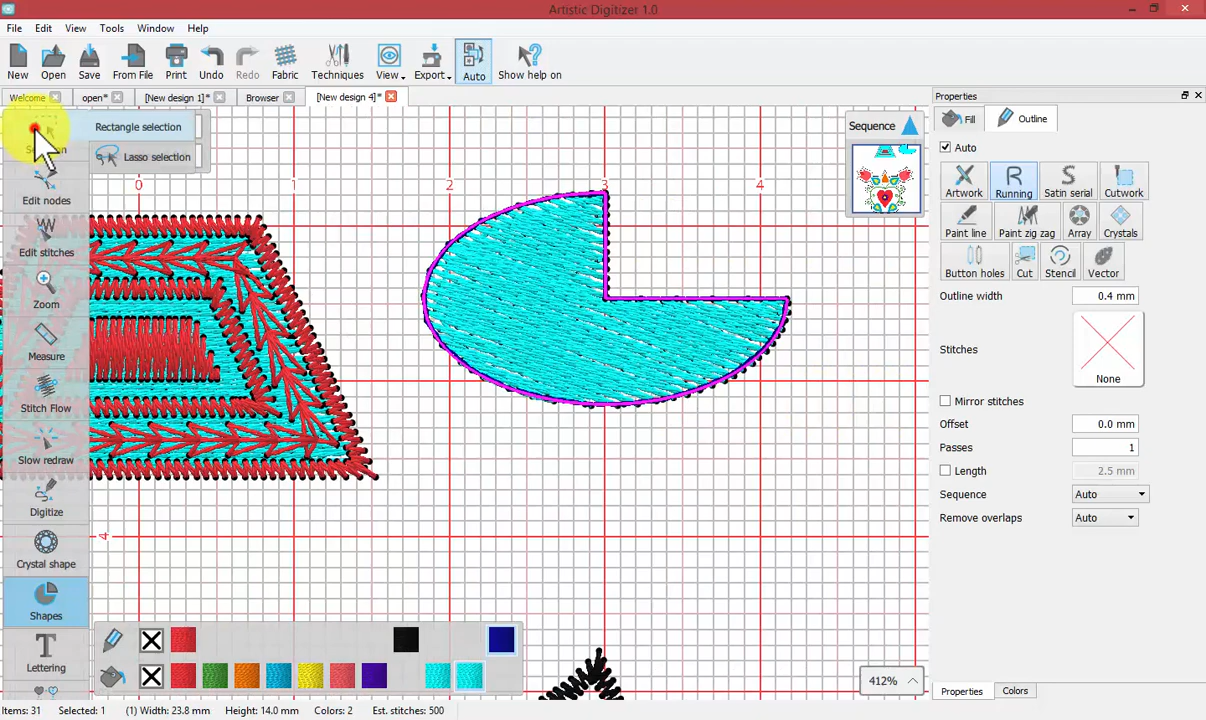 Artistic Digitizer 1.0
File Edit View Tools Window Help
New Open Save From File Print Undo Redo Fabric Techniques View Export Auto Show help on
Welcome open* [New design 1]* Browser [New design 4]*
Rectangle selection
Lasso selection
Edit nodes
Edit stitches
Zoom
Measure
Stitch Flow
Slow redraw
Digitize
Crystal shape
Shapes
Lettering
0 1 2 3 4
4
Sequence
412%
Properties
Fill Outline
Auto
Artwork Running Satin serial Cutwork
Paint line Paint zig zag Array Crystals
Button holes Cut Stencil Vector
Outline width 0.4 mm
Stitches
None
Mirror stitches
Offset 0.0 mm
Passes 1
Length 2.5 mm
Sequence Auto
Remove overlaps Auto
Properties Colors
Items: 31 Selected: 1 (1) Width: 23.8 mm Height: 14.0 mm Colors: 2 Est. stitches: 500